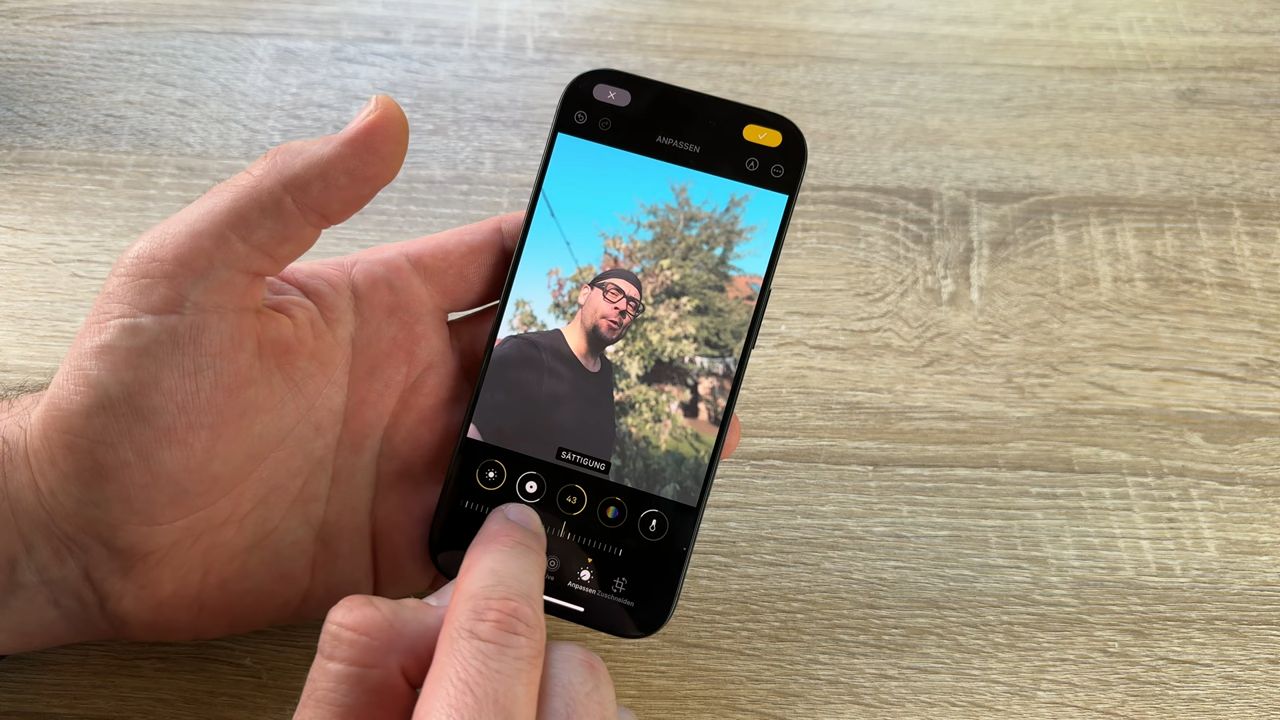 ANPASSEN
SÄTTIGUNG
43
Anpassen
Zuschneiden